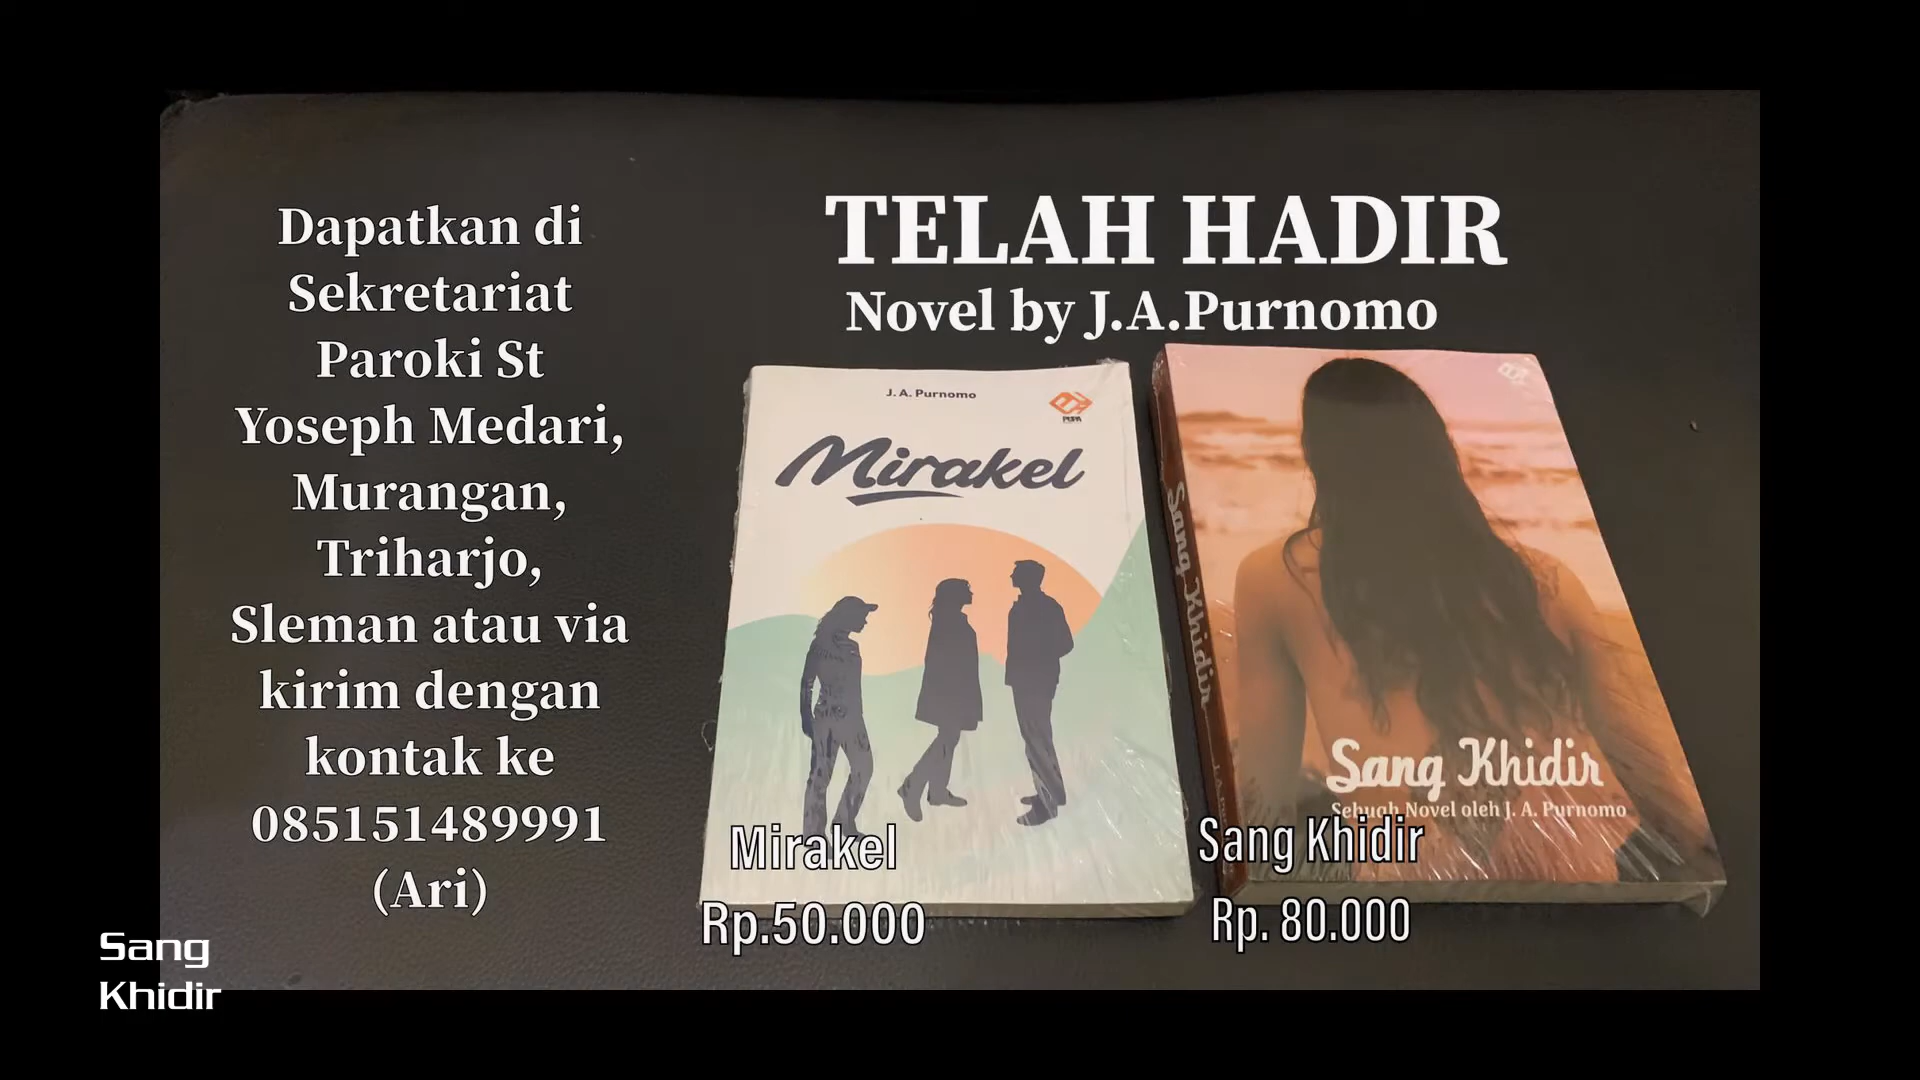 Dapatkan di
Sekretariat
Paroki St
Yoseph Medari,
Murangan,
Triharjo,
Sleman atau via
kirim dengan
kontak ke
085151489991
(Ari)
TELAH HADIR
Novel by J.A.Purnomo
J. A. Purnomo
Mirakel
Sang Khidir
Sang Khidir
Sebuah Novel oleh J. A. Purnomo
Mirakel
Rp.50.000
Sang Khidir
Rp. 80.000
Sang
Khidir